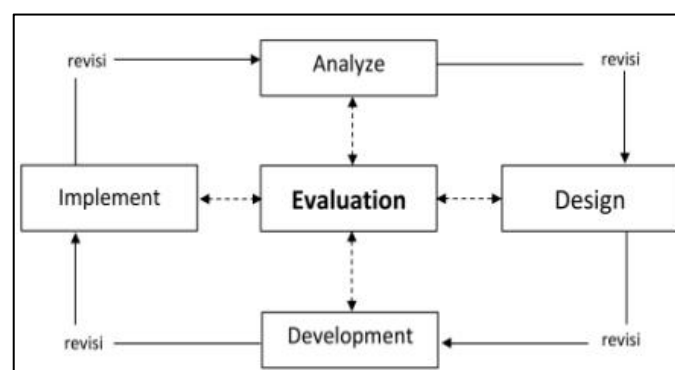 revisi
Analyze
revisi
Implement
Evaluation
Design
revisi
Development
revisi